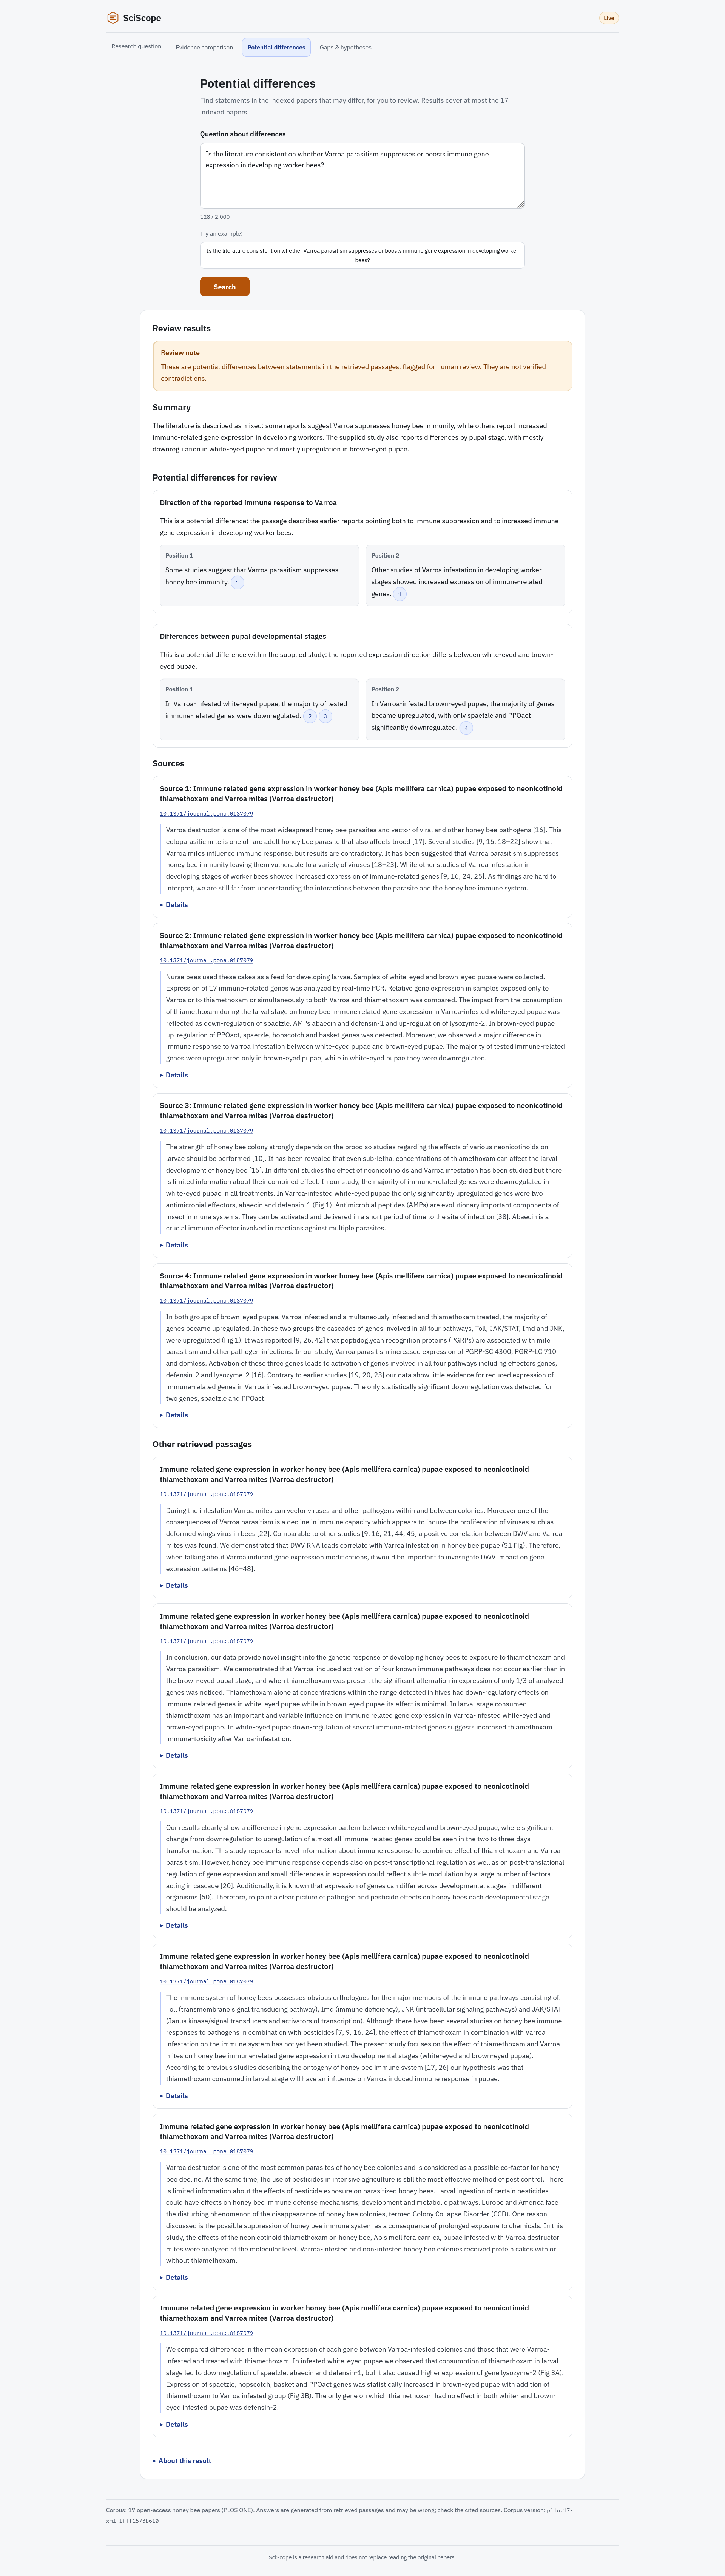 SciScope
Live
Research question
Evidence comparison
Potential differences
Gaps & hypotheses
Potential differences
Find statements in the indexed papers that may differ, for you to review. Results cover at most the 17
indexed papers.
Question about differences
Is the literature consistent on whether Varroa parasitism suppresses or boosts immune gene
expression in developing worker bees?
128 / 2,000
Try an example:
Is the literature consistent on whether Varroa parasitism suppresses or boosts immune gene expression in developing worker
bees?
Search
Review results
Review note
These are potential differences between statements in the retrieved passages, flagged for human review. They are not verified
contradictions.
Summary
The literature is described as mixed: some reports suggest Varroa suppresses honey bee immunity, while others report increased
immune-related gene expression in developing workers. The supplied study also reports differences by pupal stage, with mostly
downregulation in white-eyed pupae and mostly upregulation in brown-eyed pupae.
Potential differences for review
Direction of the reported immune response to Varroa
This is a potential difference: the passage describes earlier reports pointing both to immune suppression and to increased immune-
gene expression in developing worker bees.
Position 1
Some studies suggest that Varroa parasitism suppresses
honey bee immunity. 1
Position 2
Other studies of Varroa infestation in developing worker
stages showed increased expression of immune-related
genes. 1
Differences between pupal developmental stages
This is a potential difference within the supplied study: the reported expression direction differs between white-eyed and brown-
eyed pupae.
Position 1
In Varroa-infested white-eyed pupae, the majority of tested
immune-related genes were downregulated. 2 3
Position 2
In Varroa-infested brown-eyed pupae, the majority of genes
became upregulated, with only spaetzle and PPOact
significantly downregulated. 4
Sources
Source 1: Immune related gene expression in worker honey bee (Apis mellifera carnica) pupae exposed to neonicotinoid
thiamethoxam and Varroa mites (Varroa destructor)
10.1371/journal.pone.0187079
Varroa destructor is one of the most widespread honey bee parasites and vector of viral and other honey bee pathogens [16]. This
ectoparasitic mite is one of rare adult honey bee parasite that also affects brood [17]. Several studies [9, 16, 18–22] show that
Varroa mites influence immune response, but results are contradictory. It has been suggested that Varroa parasitism suppresses
honey bee immunity leaving them vulnerable to a variety of viruses [18–23]. While other studies of Varroa infestation in
developing stages of worker bees showed increased expression of immune-related genes [9, 16, 24, 25]. As findings are hard to
interpret, we are still far from understanding the interactions between the parasite and the honey bee immune system.
▸ Details
Source 2: Immune related gene expression in worker honey bee (Apis mellifera carnica) pupae exposed to neonicotinoid
thiamethoxam and Varroa mites (Varroa destructor)
10.1371/journal.pone.0187079
Nurse bees used these cakes as a feed for developing larvae. Samples of white-eyed and brown-eyed pupae were collected.
Expression of 17 immune-related genes was analyzed by real-time PCR. Relative gene expression in samples exposed only to
Varroa or to thiamethoxam or simultaneously to both Varroa and thiamethoxam was compared. The impact from the consumption
of thiamethoxam during the larval stage on honey bee immune related gene expression in Varroa-infested white-eyed pupae was
reflected as down-regulation of spaetzle, AMPs abaecin and defensin-1 and up-regulation of lysozyme-2. In brown-eyed pupae
up-regulation of PPOact, spaetzle, hopscotch and basket genes was detected. Moreover, we observed a major difference in
immune response to Varroa infestation between white-eyed pupae and brown-eyed pupae. The majority of tested immune-related
genes were upregulated only in brown-eyed pupae, while in white-eyed pupae they were downregulated.
▸ Details
Source 3: Immune related gene expression in worker honey bee (Apis mellifera carnica) pupae exposed to neonicotinoid
thiamethoxam and Varroa mites (Varroa destructor)
10.1371/journal.pone.0187079
The strength of honey bee colony strongly depends on the brood so studies regarding the effects of various neonicotinoids on
larvae should be performed [10]. It has been revealed that even sub-lethal concentrations of thiamethoxam can affect the larval
development of honey bee [15]. In different studies the effect of neonicotinoids and Varroa infestation has been studied but there
is limited information about their combined effect. In our study, the majority of immune-related genes were downregulated in
white-eyed pupae in all treatments. In Varroa-infested white-eyed pupae the only significantly upregulated genes were two
antimicrobial effectors, abaecin and defensin-1 (Fig 1). Antimicrobial peptides (AMPs) are evolutionary important components of
insect immune systems. They can be activated and delivered in a short period of time to the site of infection [38]. Abaecin is a
crucial immune effector involved in reactions against multiple parasites.
▸ Details
Source 4: Immune related gene expression in worker honey bee (Apis mellifera carnica) pupae exposed to neonicotinoid
thiamethoxam and Varroa mites (Varroa destructor)
10.1371/journal.pone.0187079
In both groups of brown-eyed pupae, Varroa infested and simultaneously infested and thiamethoxam treated, the majority of
genes became upregulated. In these two groups the cascades of genes involved in all four patways, Toll, JAK/STAT, Imd and JNK,
were upregulated (Fig 1). It was reported [9, 26, 42] that peptidoglycan recognition proteins (PGRPs) are associated with mite
parasitism and other pathogen infections. In our study, Varroa parasitism increased expression of PGRP-SC 4300, PGRP-LC 710
and domless. Activation of these three genes leads to activation of genes involved in all four pathways including effectors genes,
defensin-2 and lysozyme-2 [16]. Contrary to earlier studies [19, 20, 23] our data show little evidence for reduced expression of
immune-related genes in Varroa infested brown-eyed pupae. The only statistically significant downregulation was detected for
two genes, spaetzle and PPOact.
▸ Details
Other retrieved passages
Immune related gene expression in worker honey bee (Apis mellifera carnica) pupae exposed to neonicotinoid
thiamethoxam and Varroa mites (Varroa destructor)
10.1371/journal.pone.0187079
During the infestation Varroa mites can vector viruses and other pathogens within and between colonies. Moreover one of the
consequences of Varroa parasitism is a decline in immune capacity which appears to induce the proliferation of viruses such as
deformed wings virus in bees [22]. Comparable to other studies [9, 16, 21, 44, 45] a positive correlation between DWV and Varroa
mites was found. We demonstrated that DWV RNA loads correlate with Varroa infestation in honey bee pupae (S1 Fig). Therefore,
when talking about Varroa induced gene expression modifications, it would be important to investigate DWV impact on gene
expression patterns [46–48].
▸ Details
Immune related gene expression in worker honey bee (Apis mellifera carnica) pupae exposed to neonicotinoid
thiamethoxam and Varroa mites (Varroa destructor)
10.1371/journal.pone.0187079
In conclusion, our data provide novel insight into the genetic response of developing honey bees to exposure to thiamethoxam and
Varroa parasitism. We demonstrated that Varroa-induced activation of four known immune pathways does not occur earlier than in
the brown-eyed pupal stage, and when thiamethoxam was present the significant alternation in expression of only 1/3 of analyzed
genes was noticed. Thiamethoxam alone at concentrations within the range detected in hives had down-regulatory effects on
immune-related genes in white-eyed pupae while in brown-eyed pupae its effect is minimal. In larval stage consumed
thiamethoxam has an important and variable influence on immune related gene expression in Varroa-infested white-eyed and
brown-eyed pupae. In white-eyed pupae down-regulation of several immune-related genes suggests increased thiamethoxam
immune-toxicity after Varroa-infestation.
▸ Details
Immune related gene expression in worker honey bee (Apis mellifera carnica) pupae exposed to neonicotinoid
thiamethoxam and Varroa mites (Varroa destructor)
10.1371/journal.pone.0187079
Our results clearly show a difference in gene expression pattern between white-eyed and brown-eyed pupae, where significant
change from downregulation to upregulation of almost all immune-related genes could be seen in the two to three days
transformation. This study represents novel information about immune response to combined effect of thiamethoxam and Varroa
parasitism. However, honey bee immune response depends also on post-transcriptional regulation as well as on post-translational
regulation of gene expression and small differences in expression could reflect subtle modulation by a large number of factors
acting in cascade [20]. Additionally, it is known that expression of genes can differ across developmental stages in different
organisms [50]. Therefore, to paint a clear picture of pathogen and pesticide effects on honey bees each developmental stage
should be analyzed.
▸ Details
Immune related gene expression in worker honey bee (Apis mellifera carnica) pupae exposed to neonicotinoid
thiamethoxam and Varroa mites (Varroa destructor)
10.1371/journal.pone.0187079
The immune system of honey bees possesses obvious orthologues for the major members of the immune pathways consisting of:
Toll (transmembrane signal transducing pathway), Imd (immune deficiency), JNK (intracellular signaling pathways) and JAK/STAT
(Janus kinase/signal transducers and activators of transcription). Although there have been several studies on honey bee immune
responses to pathogens in combination with pesticides [7, 9, 16, 24], the effect of thiamethoxam in combination with Varroa
infestation on the immune system has not yet been studied. The present study focuses on the effect of thiamethoxam and Varroa
mites on honey bee immune-related gene expression in two developmental stages (white-eyed and brown-eyed pupae).
According to previous studies describing the ontogeny of honey bee immune system [17, 26] our hypothesis was that
thiamethoxam consumed in larval stage will have an influence on Varroa induced immune response in pupae.
▸ Details
Immune related gene expression in worker honey bee (Apis mellifera carnica) pupae exposed to neonicotinoid
thiamethoxam and Varroa mites (Varroa destructor)
10.1371/journal.pone.0187079
Varroa destructor is one of the most common parasites of honey bee colonies and is considered as a possible co-factor for honey
bee decline. At the same time, the use of pesticides in intensive agriculture is still the most effective method of pest control. There
is limited information about the effects of pesticide exposure on parasitized honey bees. Larval ingestion of certain pesticides
could have effects on honey bee immune defense mechanisms, development and metabolic pathways. Europe and America face
the disturbing phenomenon of the disappearance of honey bee colonies, termed Colony Collapse Disorder (CCD). One reason
discussed is the possible suppression of honey bee immune system as a consequence of prolonged exposure to chemicals. In this
study, the effects of the neonicotinoid thiamethoxam on honey bee, Apis mellifera carnica, pupae infested with Varroa destructor
mites were analyzed at the molecular level. Varroa-infested and non-infested honey bee colonies received protein cakes with or
without thiamethoxam.
▸ Details
Immune related gene expression in worker honey bee (Apis mellifera carnica) pupae exposed to neonicotinoid
thiamethoxam and Varroa mites (Varroa destructor)
10.1371/journal.pone.0187079
We compared differences in the mean expression of each gene between Varroa-infested colonies and those that were Varroa-
infested and treated with thiamethoxam. In infested white-eyed pupae we observed that consumption of thiamethoxam in larval
stage led to downregulation of spaetzle, abaecin and defensin-1, but it also caused higher expression of gene lysozyme-2 (Fig 3A).
Expression of spaetzle, hopscotch, basket and PPOact genes was statistically increased in brown-eyed pupae with addition of
thiamethoxam to Varroa infested group (Fig 3B). The only gene on which thiamethoxam had no effect in both white- and brown-
eyed infested pupae was defensin-2.
▸ Details
▸ About this result
Corpus: 17 open-access honey bee papers (PLOS ONE). Answers are generated from retrieved passages and may be wrong; check the cited sources. Corpus version: pilot17-
xml-1fff1573b610
SciScope is a research aid and does not replace reading the original papers.